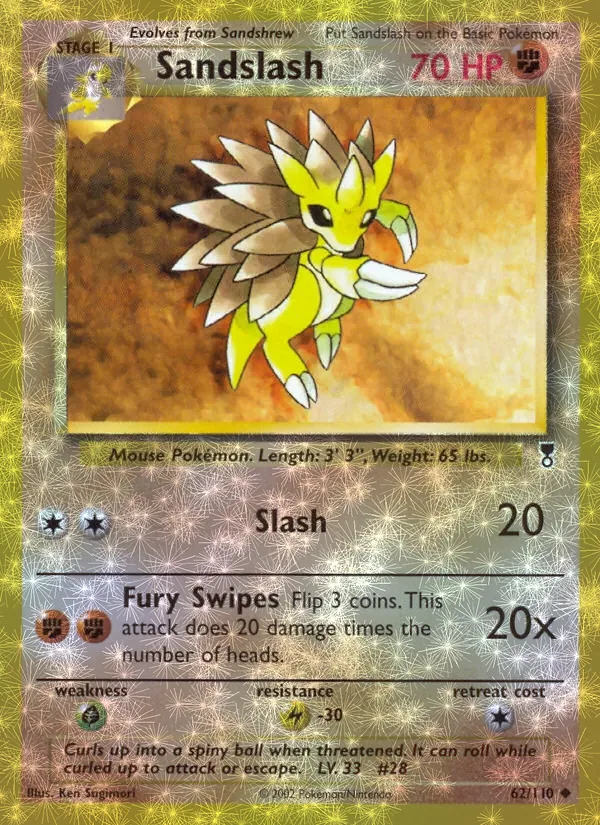 Evolves from Sandshrew
Put Sandslash on the Basic Pokémon
STAGE 1
Sandslash
70 HP
Mouse Pokémon. Length: 3' 3", Weight: 65 lbs.
Slash
20
Fury Swipes Flip 3 coins. This
attack does 20 damage times the
number of heads.
20x
weakness
resistance
retreat cost
-30
Curls up into a spiny ball when threatened. It can roll while
curled up to attack or escape. LV. 33 #28
Illus. Ken Sugimori
© 2002 Pokémon/Nintendo
62/110